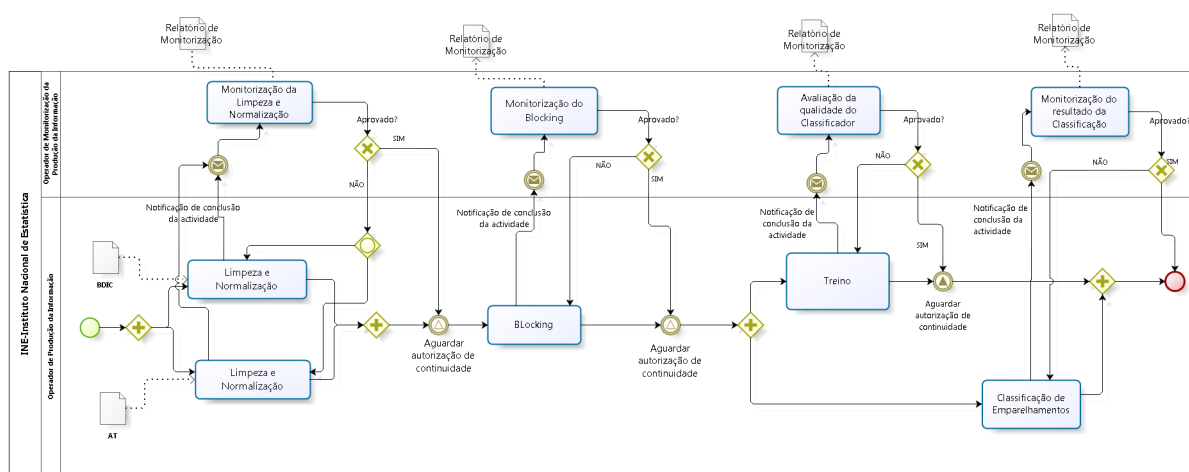 Relatório de
Monitorização
Relatório de
Monitorização
Relatório de
Monitorização
Relatório de
Monitorização
INE-Instituto Nacional de Estatística
Operador de Monitorização da
Produção da Informação
Monitorização da
Limpeza e
Normalização
Aprovado?
SIM
NÃO
Monitorização do
Blocking
Aprovado?
NÃO
SIM
Avaliação da
qualidade do
Classificador
Aprovado?
NÃO
SIM
Monitorização do
resultado da
Classificação
Aprovado?
NÃO
SIM
Operador de Produção da Informação
Notificação de conclusão
da actividade
Notificação de conclusão
da actividade
Notificação de
conclusão da
actividade
Notificação de
conclusão da
actividade
BDIC
Limpeza e
Normalização
AT
Limpeza e
Normalização
Aguardar
autorização de
continuidade
BLocking
Aguardar
autorização de
continuidade
Treino
Aguardar
autorização de
continuidade
Classificação de
Emparelhamentos